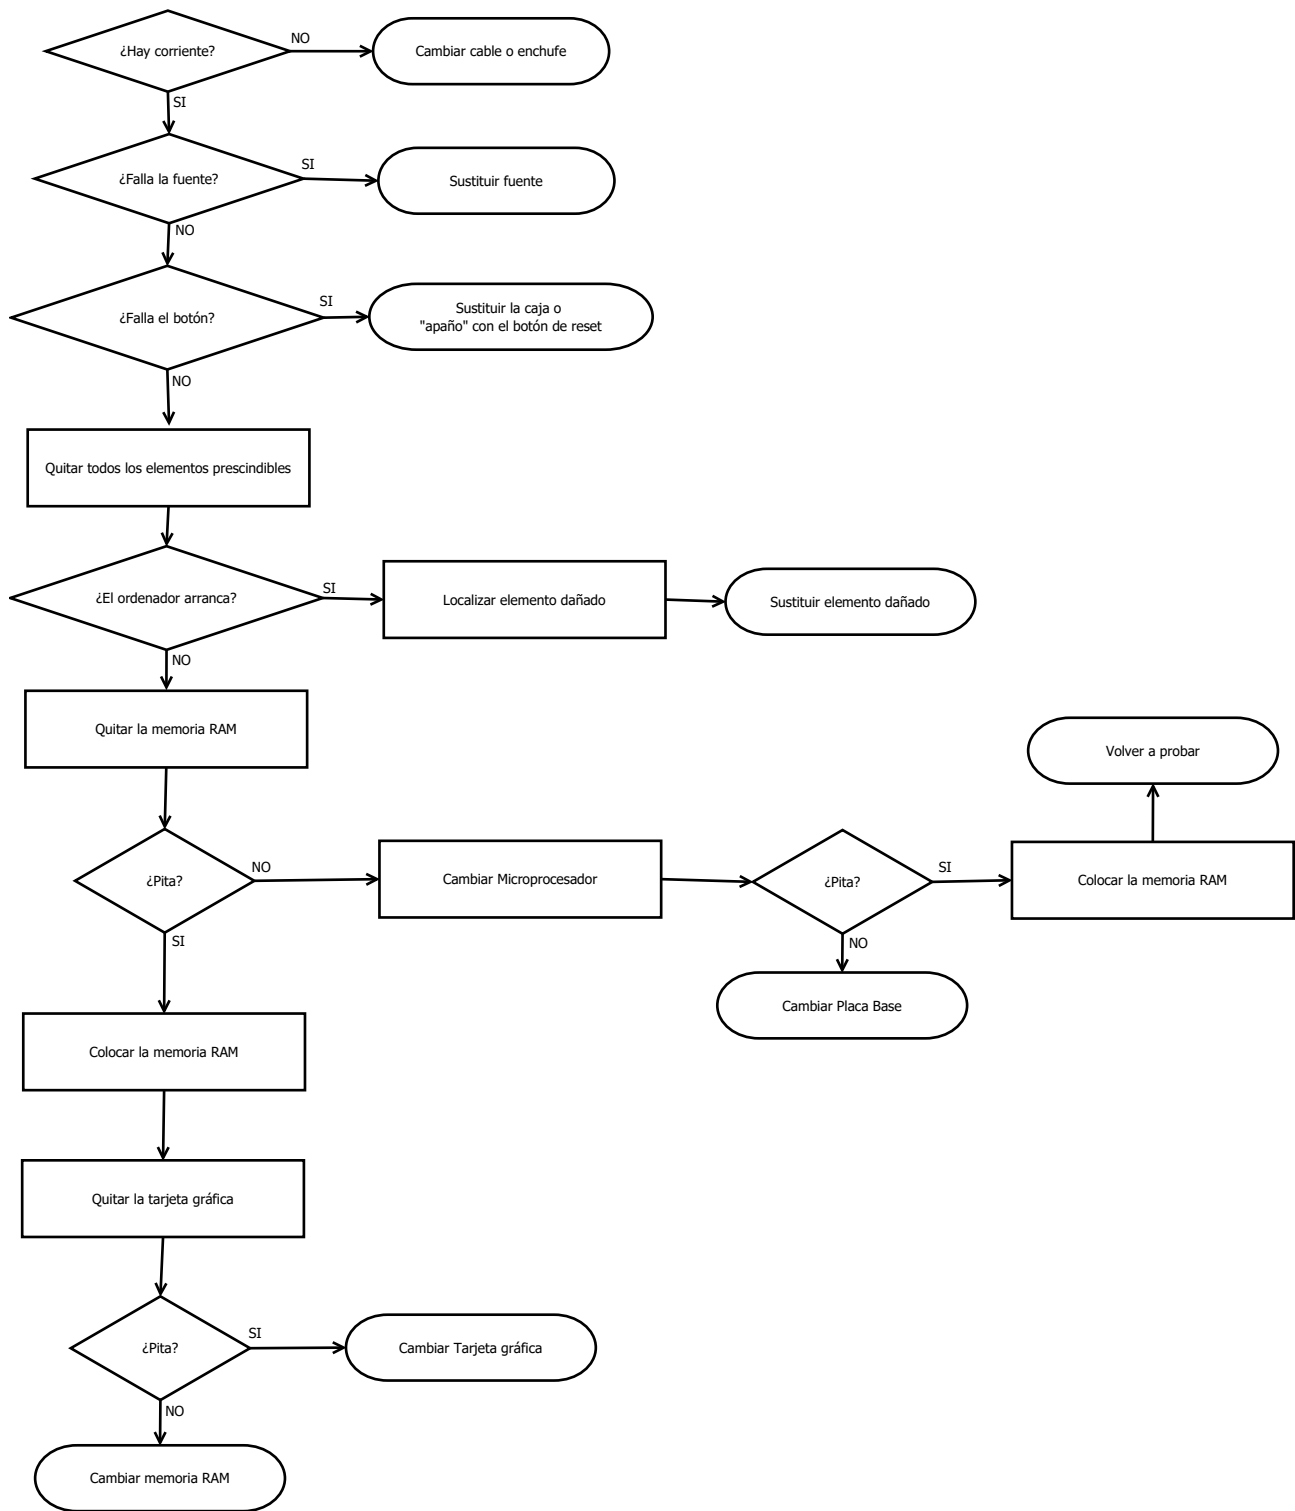 ¿Hay corriente?
NO
Cambiar cable o enchufe
SI
¿Falla la fuente?
SI
Sustituir fuente
NO
¿Falla el botón?
SI
Sustituir la caja o
"apaño" con el botón de reset
NO
Quitar todos los elementos prescindibles
¿El ordenador arranca?
SI
Localizar elemento dañado
Sustituir elemento dañado
NO
Quitar la memoria RAM
Volver a probar
¿Pita?
NO
Cambiar Microprocesador
¿Pita?
SI
Colocar la memoria RAM
SI
NO
Cambiar Placa Base
Colocar la memoria RAM
Quitar la tarjeta gráfica
¿Pita?
SI
Cambiar Tarjeta gráfica
NO
Cambiar memoria RAM